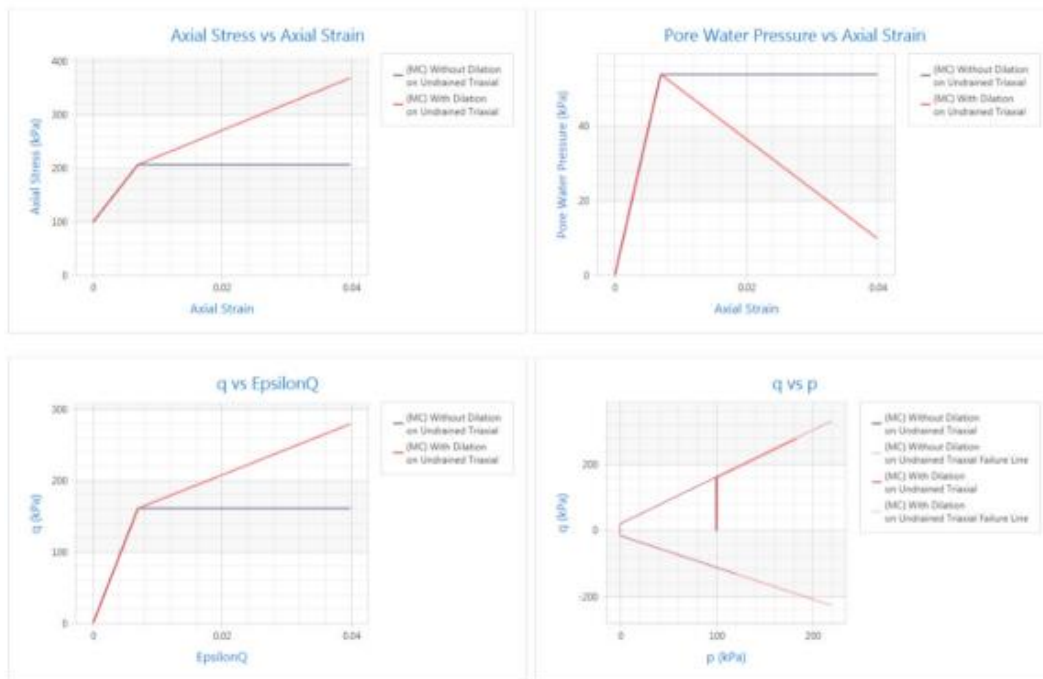 Axial Stress vs Axial Strain
400
300
200
100
0
Axial Stress (kPa)
0
0.02
0.04
Axial Strain
(MC) Without Dilation
on Undrained Triaxial
(MC) With Dilation
on Undrained Triaxial
Pore Water Pressure vs Axial Strain
40
20
0
Pore Water Pressure (kPa)
0
0.02
0.04
Axial Strain
(MC) Without Dilation
on Undrained Triaxial
(MC) With Dilation
on Undrained Triaxial
q vs EpsilonQ
300
200
100
0
q (kPa)
0
0.02
0.04
EpsilonQ
(MC) Without Dilation
on Undrained Triaxial
(MC) With Dilation
on Undrained Triaxial
q vs p
200
0
-200
q (kPa)
0
100
200
p (kPa)
(MC) Without Dilation
on Undrained Triaxial
(MC) Without Dilation
on Undrained Triaxial Failure Line
(MC) With Dilation
on Undrained Triaxial
(MC) With Dilation
on Undrained Triaxial Failure Line